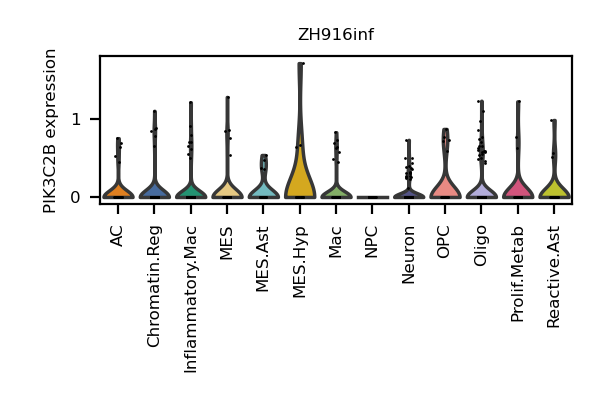 ZH916inf
PIK3C2B expression
1
0
AC
Chromatin.Reg
Inflammatory.Mac
MES
MES.Ast
MES.Hyp
Mac
NPC
Neuron
OPC
Oligo
Prolif.Metab
Reactive.Ast